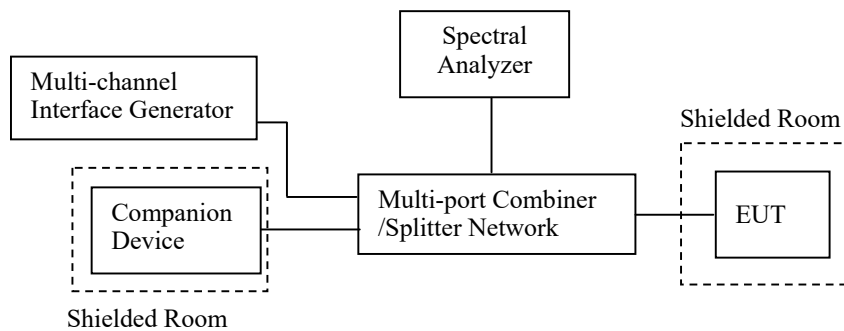 Spectral
Analyzer
Multi-channel
Interface Generator
Shielded Room
Companion
Device
Multi-port Combiner
/Splitter Network
EUT
Shielded Room